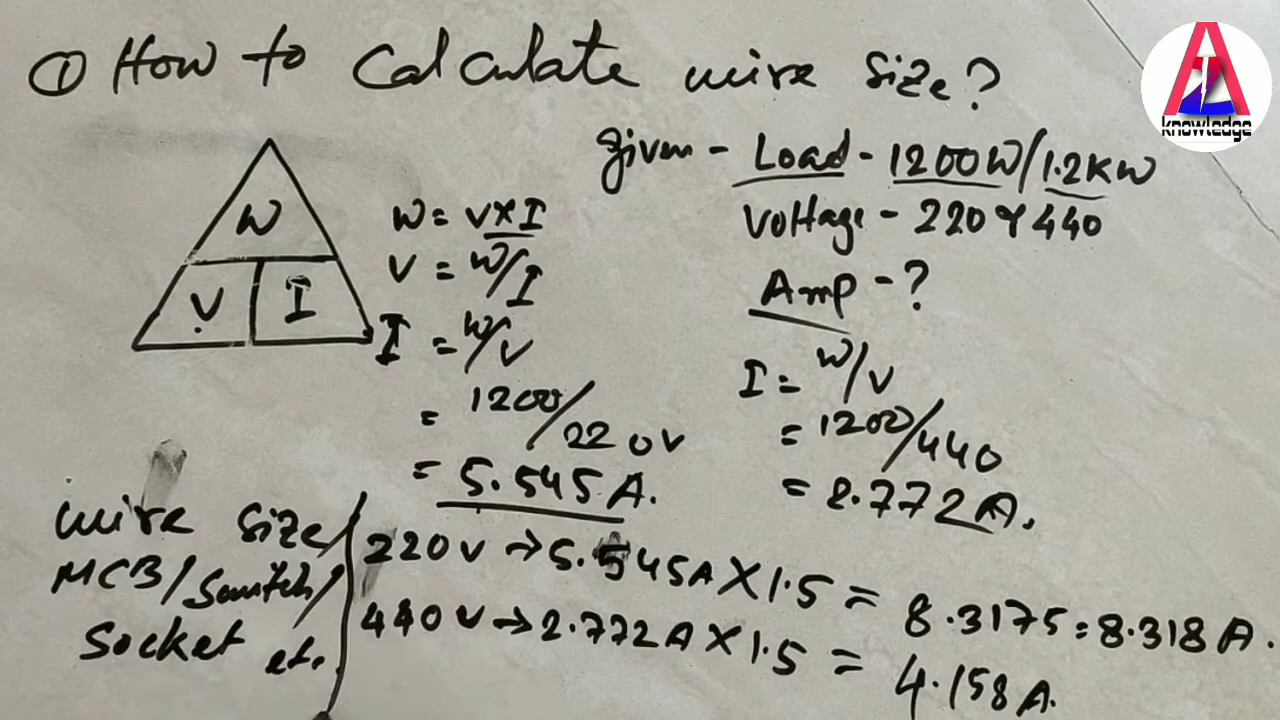 ① How to Calculate wire size?
A
knowledge
given - Load - 1200W/1.2KW
Voltage - 220 & 440
Amp - ?
W
V I
W = V×I
V = W/I
I = W/V
= 1200/220V
= 5.545A.
I = W/V
= 1200/440
= 2.772A.
wire size/
MCB/Switch/
Socket etc.
220V → 5.545A × 1.5 = 8.3175 = 8.318A.
440V → 2.772A × 1.5 = 4.158A.